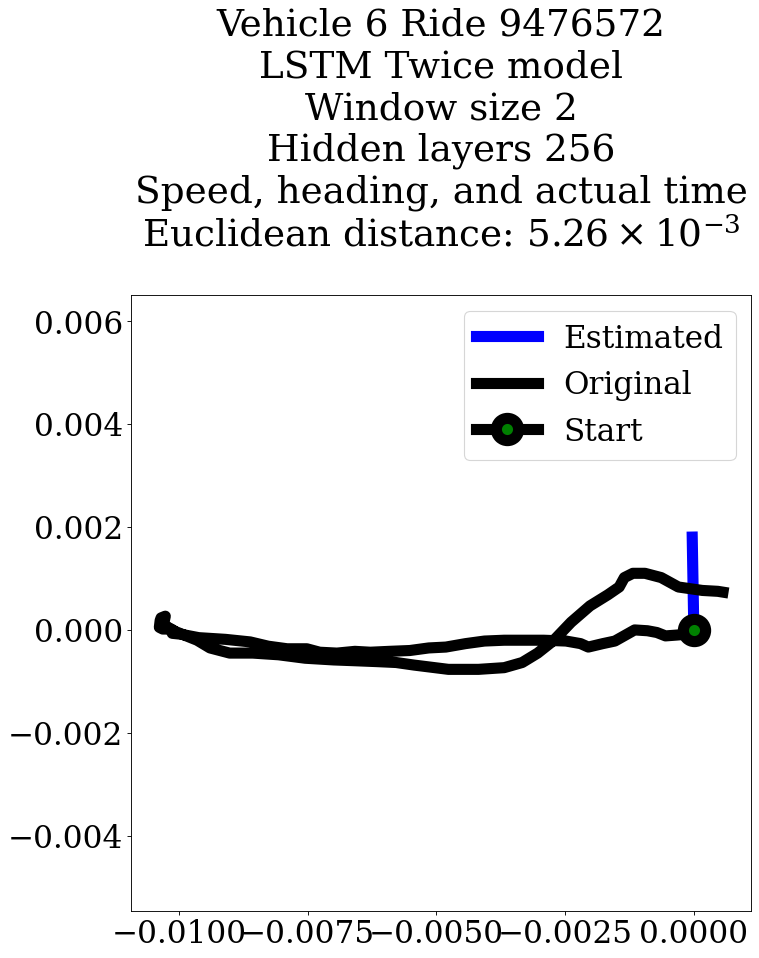 Vehicle 6 Ride 9476572
LSTM Twice model
Window size 2
Hidden layers 256
Speed, heading, and actual time
Euclidean distance: 5.26 × 10⁻³
Estimated
Original
Start
0.006
0.004
0.002
0.000
−0.002
−0.004
−0.0100
−0.0075
−0.0050
−0.0025
0.0000